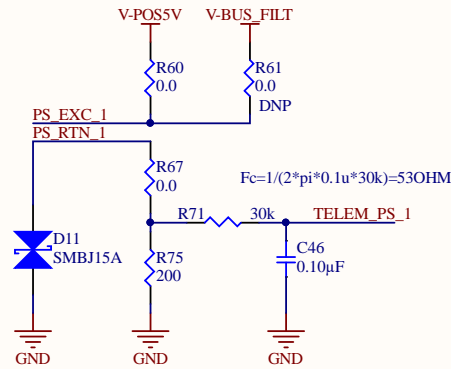 V-POS5V
V-BUS_FILT
R60
0.0
R61
0.0
DNP
PS_EXC_1
PS_RTN_1
R67
0.0
Fc=1/(2*pi*0.1u*30k)=53OHM
R71
30k
TELEM_PS_1
D11
SMBJ15A
R75
200
C46
0.10µF
GND
GND
GND